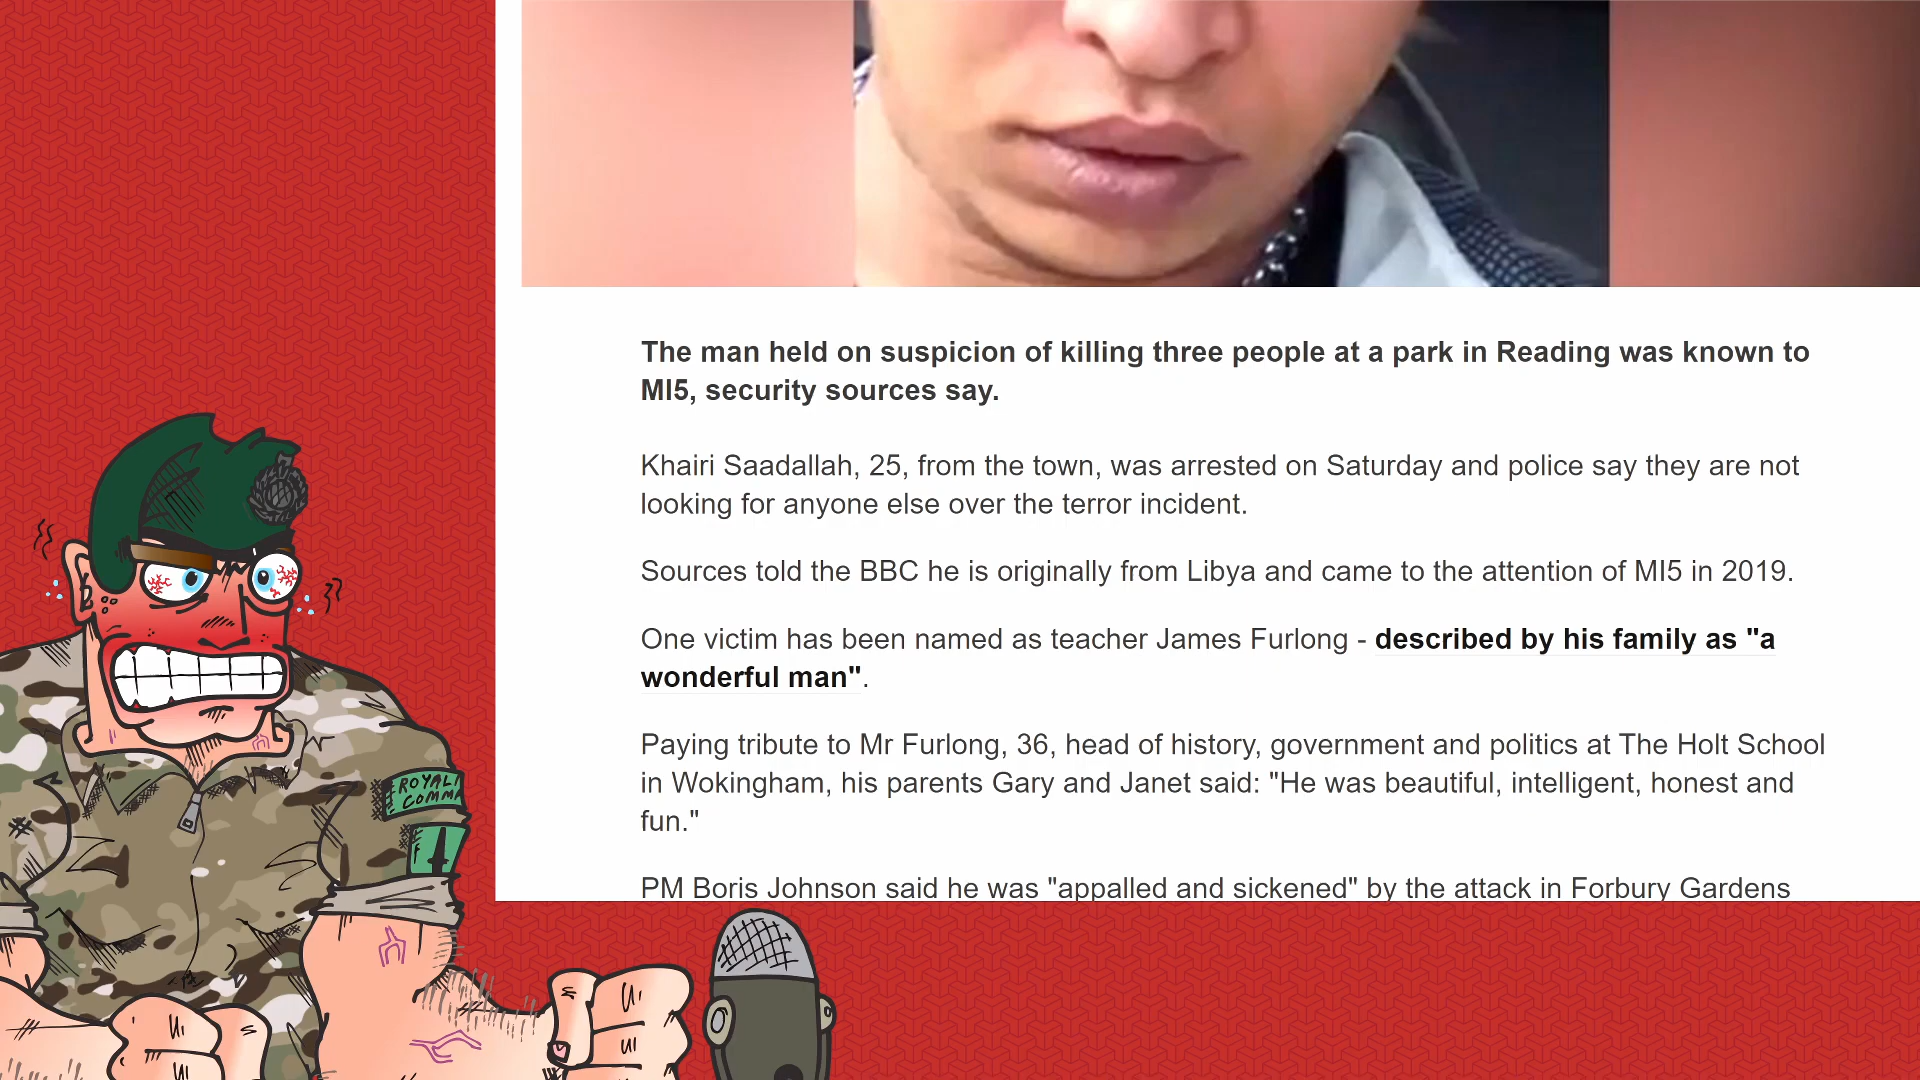 The man held on suspicion of killing three people at a park in Reading was known to
MI5, security sources say.
Khairi Saadallah, 25, from the town, was arrested on Saturday and police say they are not
looking for anyone else over the terror incident.
Sources told the BBC he is originally from Libya and came to the attention of MI5 in 2019.
One victim has been named as teacher James Furlong - described by his family as "a
wonderful man".
Paying tribute to Mr Furlong, 36, head of history, government and politics at The Holt School
in Wokingham, his parents Gary and Janet said: "He was beautiful, intelligent, honest and
fun."
PM Boris Johnson said he was "appalled and sickened" by the attack in Forbury Gardens
ROYAL
COMMA